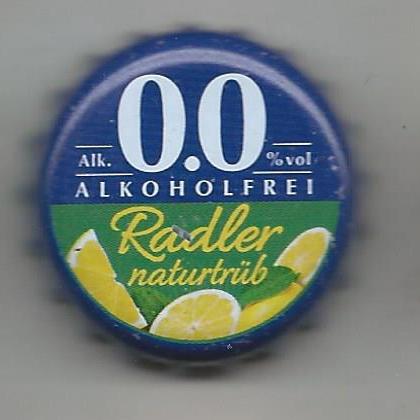 Alk. 0.0 % vol
ALKOHOLFREI
Radler
naturtrüb